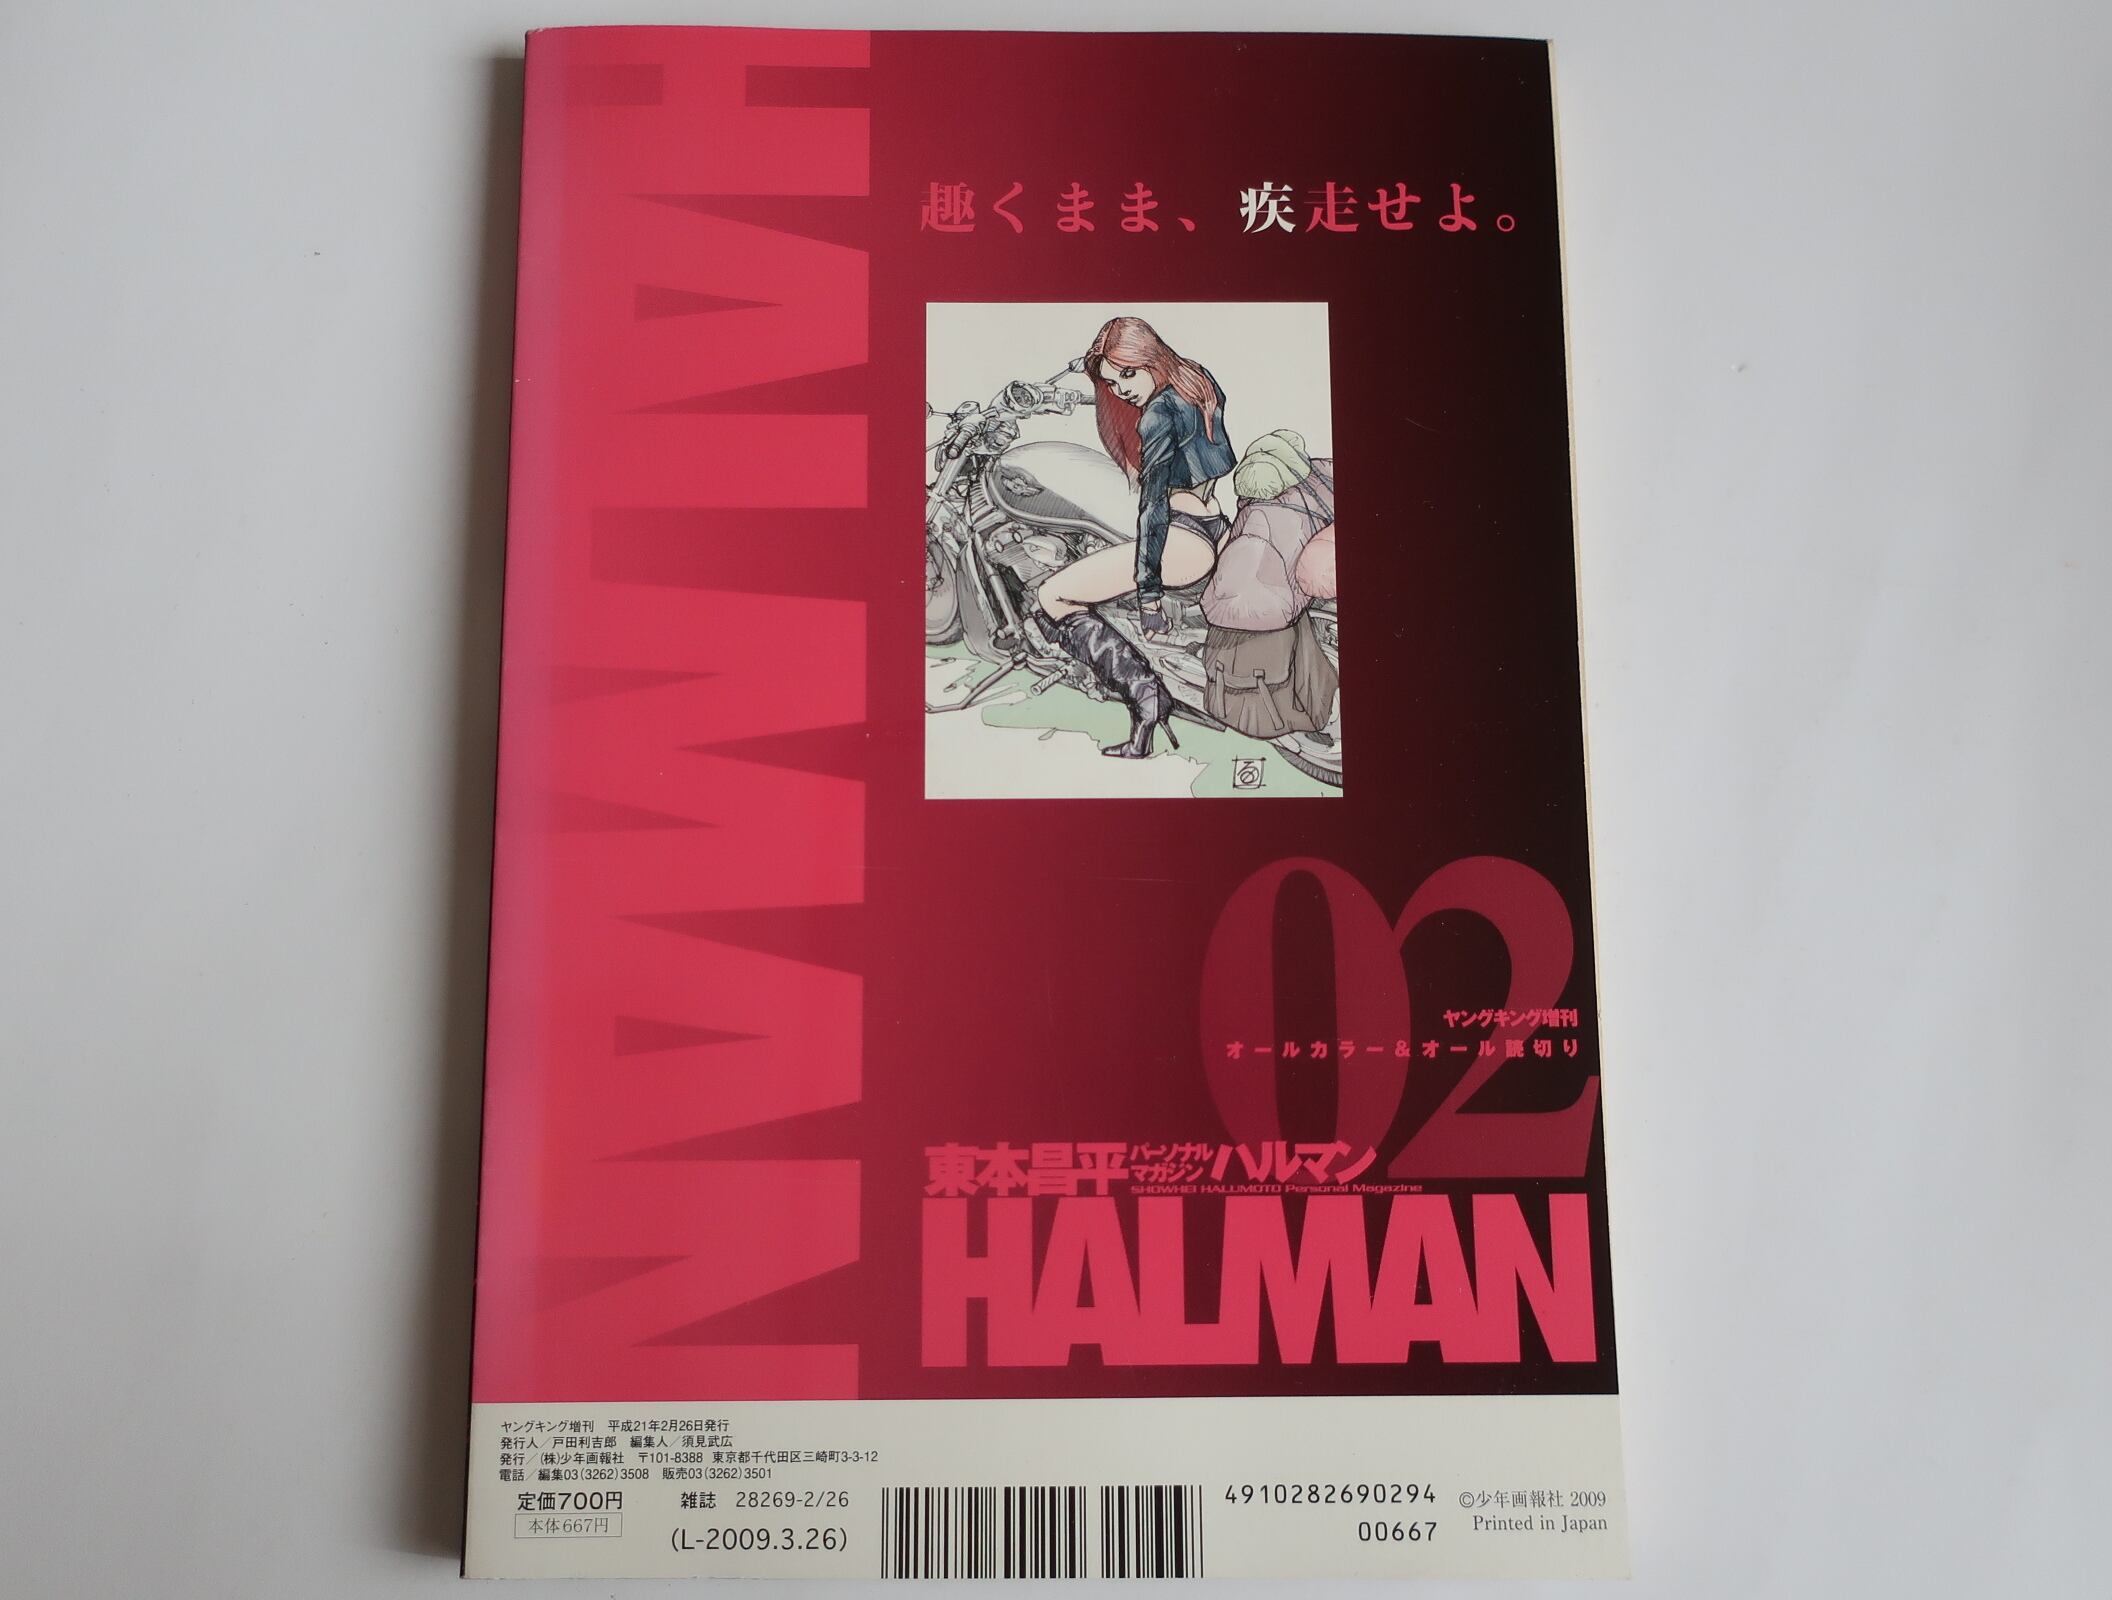 HALMAN
趣くまま、疾走せよ。
02
ヤングキング増刊
オールカラー&オール読切り
東本昌平 パーソナルマガジン ハルマン
SHOWHEI HALUMOTO Personal Magazine
HALMAN
ヤングキング増刊 平成21年2月26日発行
発行人/戸田利吉郎 編集人/須見武広
発行/(株)少年画報社 〒101-8388 東京都千代田区三崎町3-3-12
電話/編集03(3262)3508 販売03(3262)3501
定価700円
本体667円
雑誌 28269-2/26
(L-2009.3.26)
4910282690294
00667
©少年画報社 2009
Printed in Japan